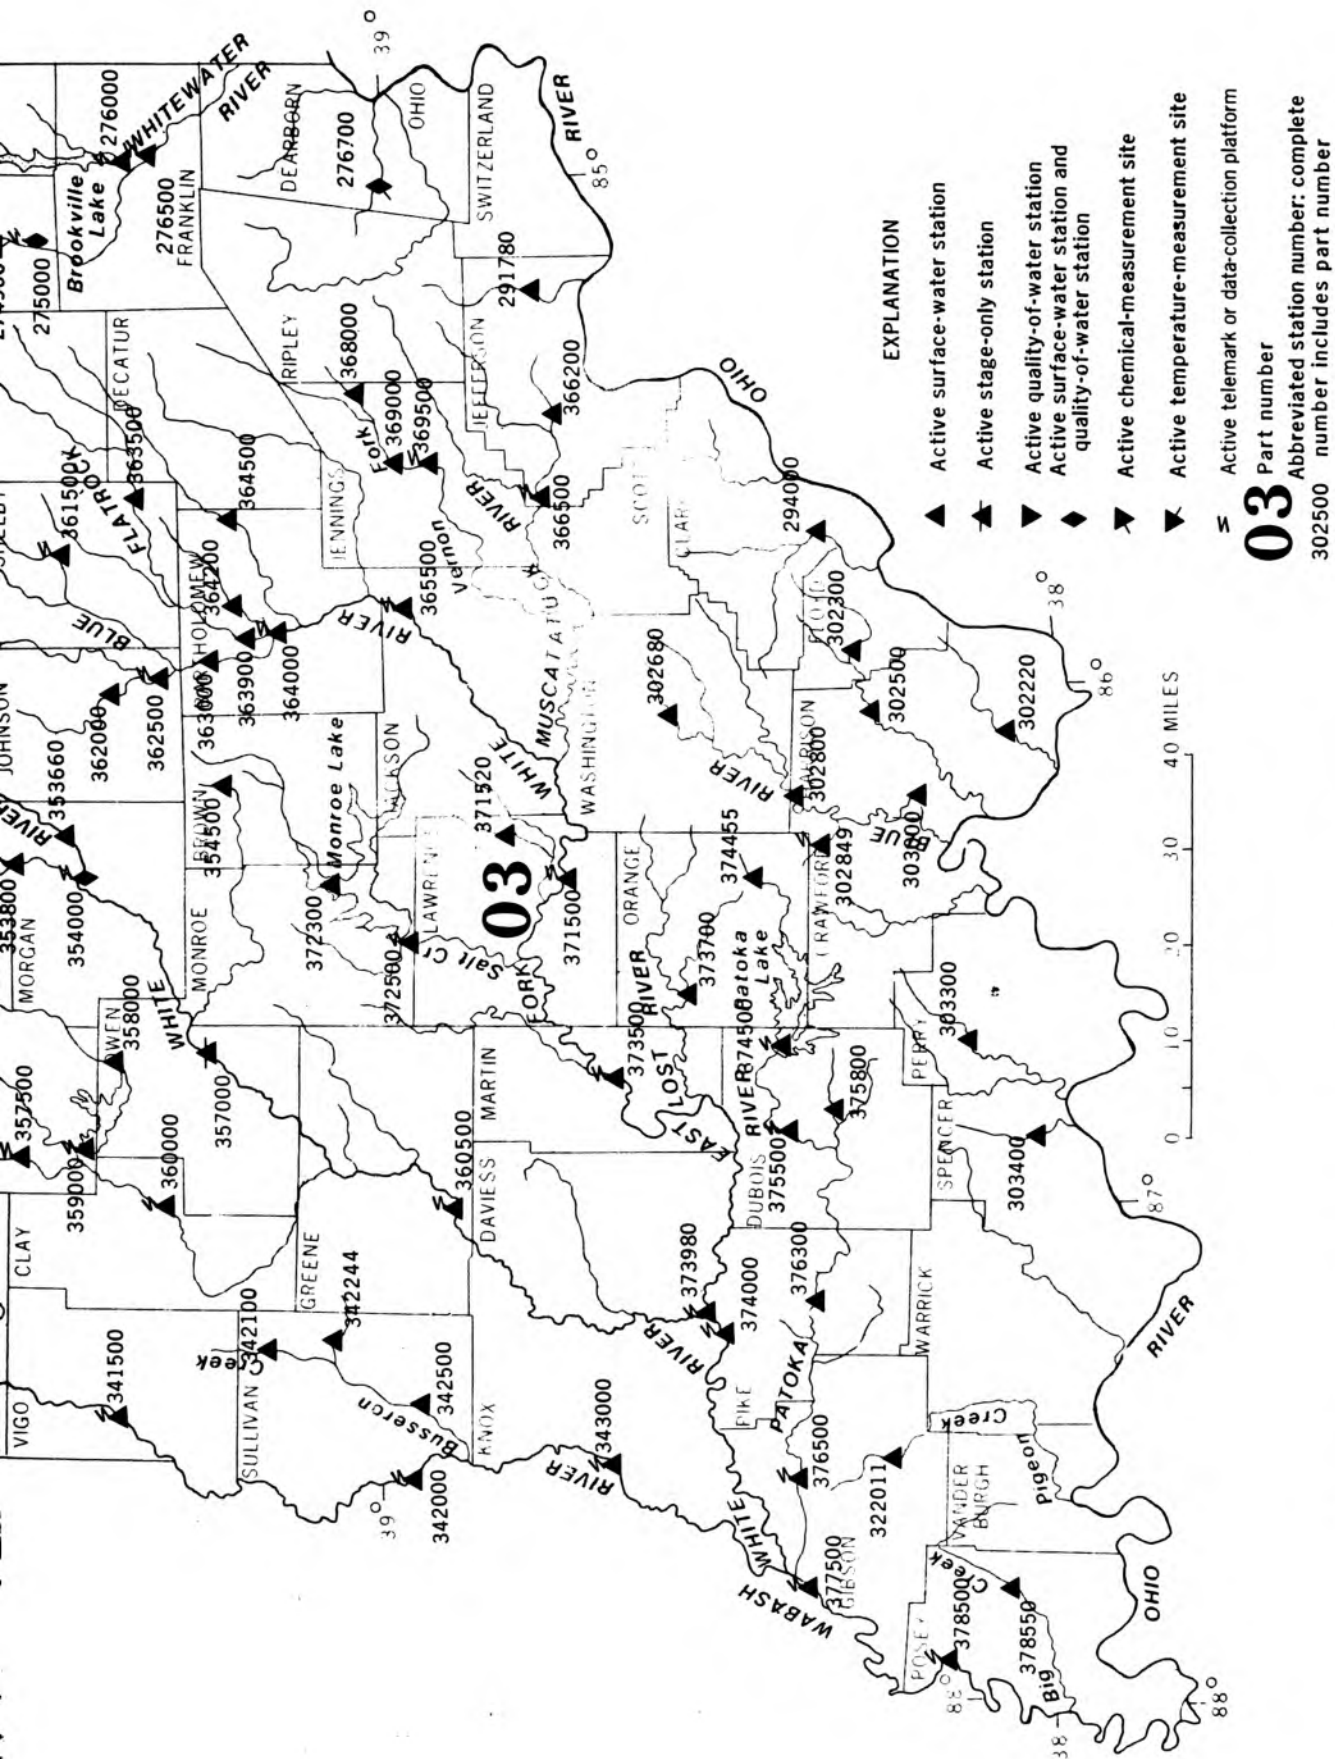 EXPLANATION
Active surface-water station
Active stage-only station
Active quality-of-water station
Active surface-water station and
quality-of-water station
Active chemical-measurement site
Active temperature-measurement site
Active telemark or data-collection platform
03 Part number
Abbreviated station number: complete
302500 number includes part number
276000
WHITEWATER
RIVER
Brookville
Lake
275000
276500
FRANKLIN
DEARBORN
39°
276700
OHIO
SWITZERLAND
RIVER
85°
291780
DECATUR
RIPLEY
368000
JEFFERSON
366200
Fork
369000
369500
361500
FLATROCK
363500
364500
JENNINGS
RIVER
366500
SCOTT
CLARK
OHIO
294000
BLUE
BARTHOLOMEW
364200
365500
Vernon
RIVER
MUSCATATUCK
FLOYD
302300
38°
JOHNSON
362000
362500
363000
363900
364000
302680
302500
302220
86°
RIVER
353660
BROWN
354500
Monroe Lake
JACKSON
371520
WHITE
WASHINGTON
RIVER
HARRISON
302800
353800
MORGAN
354000
MONROE
372300
LAWRENCE
03
371500
ORANGE
374455
CRAWFORD
302849
303000
BLUE
372500
Salt Cr
FORK
373700
Patoka
Lake
WHITE
OWEN
358000
357000
MARTIN
373500
LOST
RIVER
374500
PERRY
303300
357500
359000
360000
360500
DAVIESS
EAST
RIVER
DUBOIS
375500
375800
SPENCER
303400
87°
CLAY
GREENE
342244
373980
374000
376300
WARRICK
RIVER
VIGO
341500
342100
Creek
SULLIVAN
Busseron
342500
KNOX
RIVER
PIKE
PATOKA
Creek
Pigeon
39°
342000
343000
RIVER
376500
322011
VANDER
BURGH
WHITE
WABASH
377500
GIBSON
Creek
POSEY
378500
378550
Big
OHIO
88°
38
88°
0 10 20 30 40 MILES